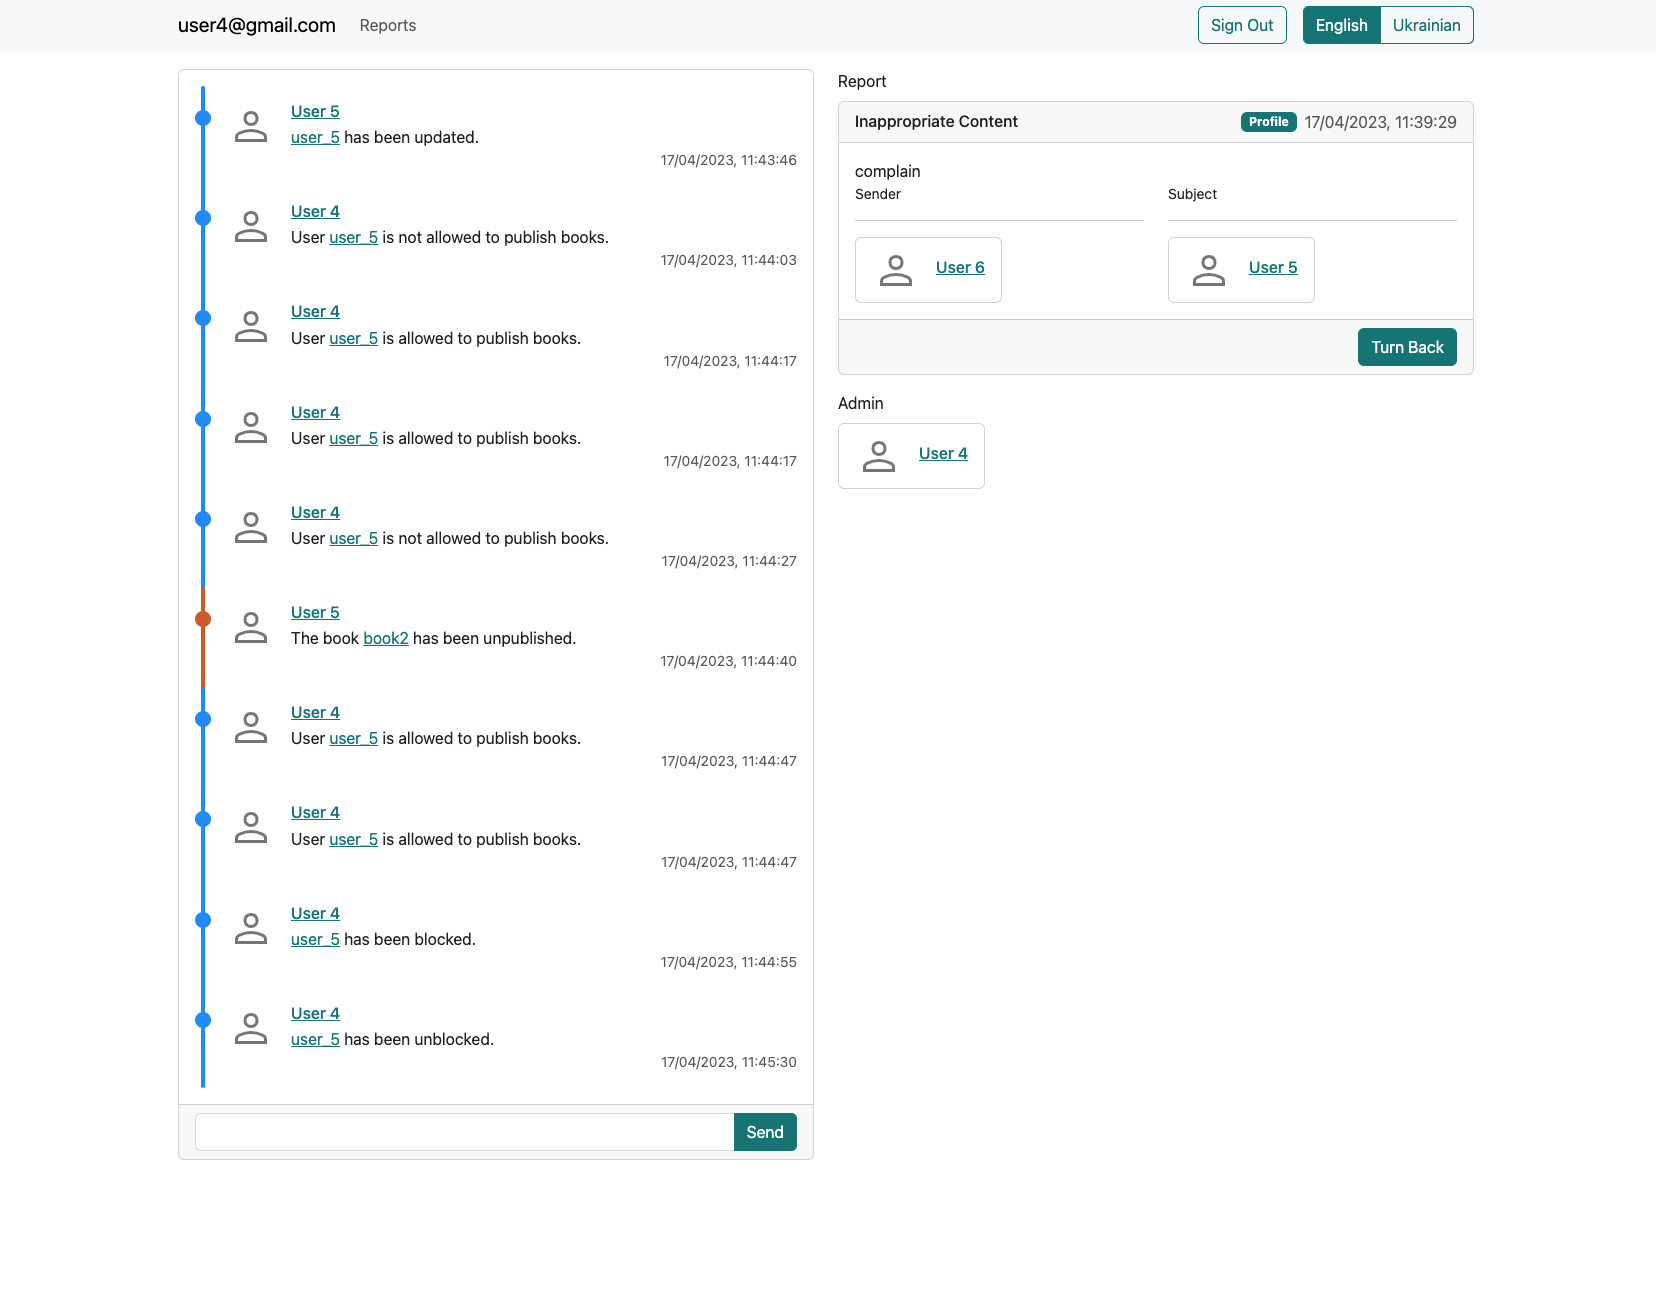 user4@gmail.com Reports Sign Out English Ukrainian
User 5
user_5 has been updated.
17/04/2023, 11:43:46
User 4
User user_5 is not allowed to publish books.
17/04/2023, 11:44:03
User 4
User user_5 is allowed to publish books.
17/04/2023, 11:44:17
User 4
User user_5 is allowed to publish books.
17/04/2023, 11:44:17
User 4
User user_5 is not allowed to publish books.
17/04/2023, 11:44:27
User 5
The book book2 has been unpublished.
17/04/2023, 11:44:40
User 4
User user_5 is allowed to publish books.
17/04/2023, 11:44:47
User 4
User user_5 is allowed to publish books.
17/04/2023, 11:44:47
User 4
user_5 has been blocked.
17/04/2023, 11:44:55
User 4
user_5 has been unblocked.
17/04/2023, 11:45:30
Send
Report
Inappropriate Content Profile 17/04/2023, 11:39:29
complain
Sender Subject
User 6 User 5
Turn Back
Admin
User 4